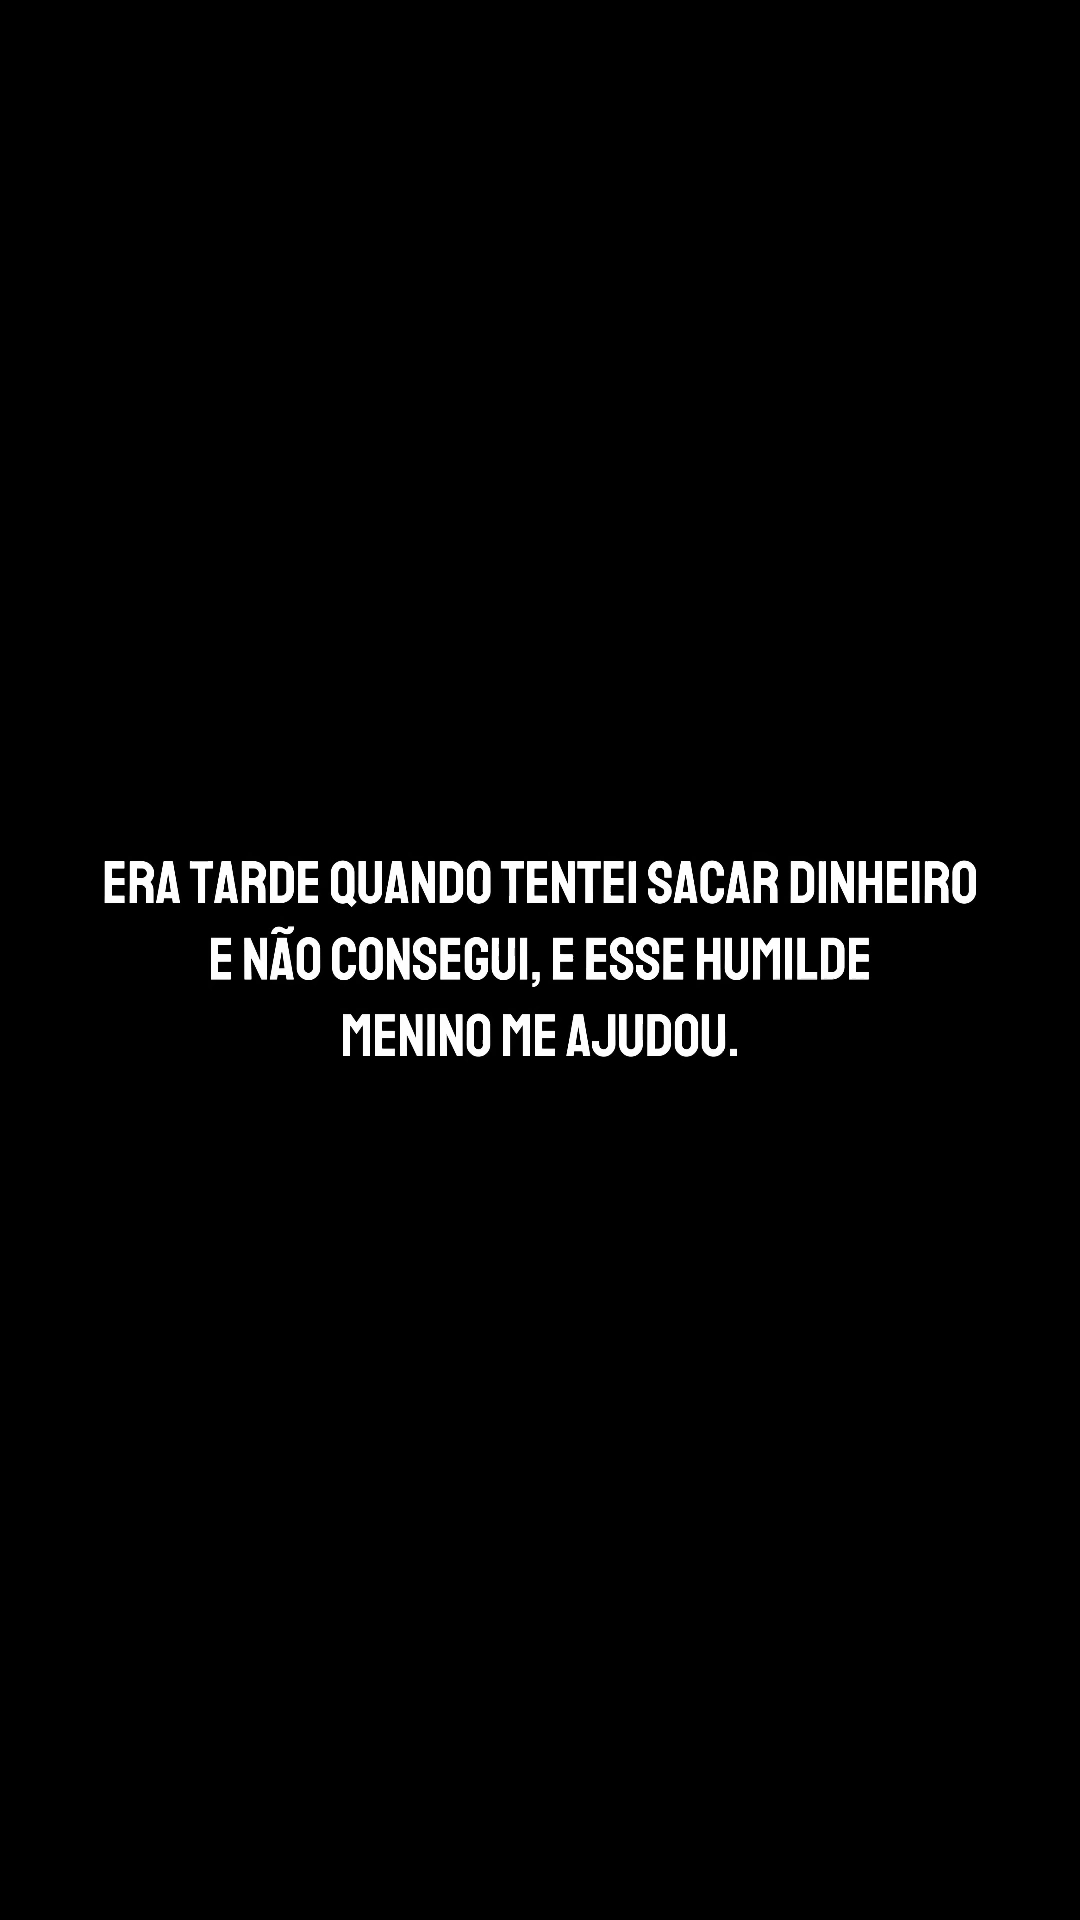 ERA TARDE QUANDO TENTEI SACAR DINHEIRO
E NÃO CONSEGUI, E ESSE HUMILDE
MENINO ME AJUDOU.